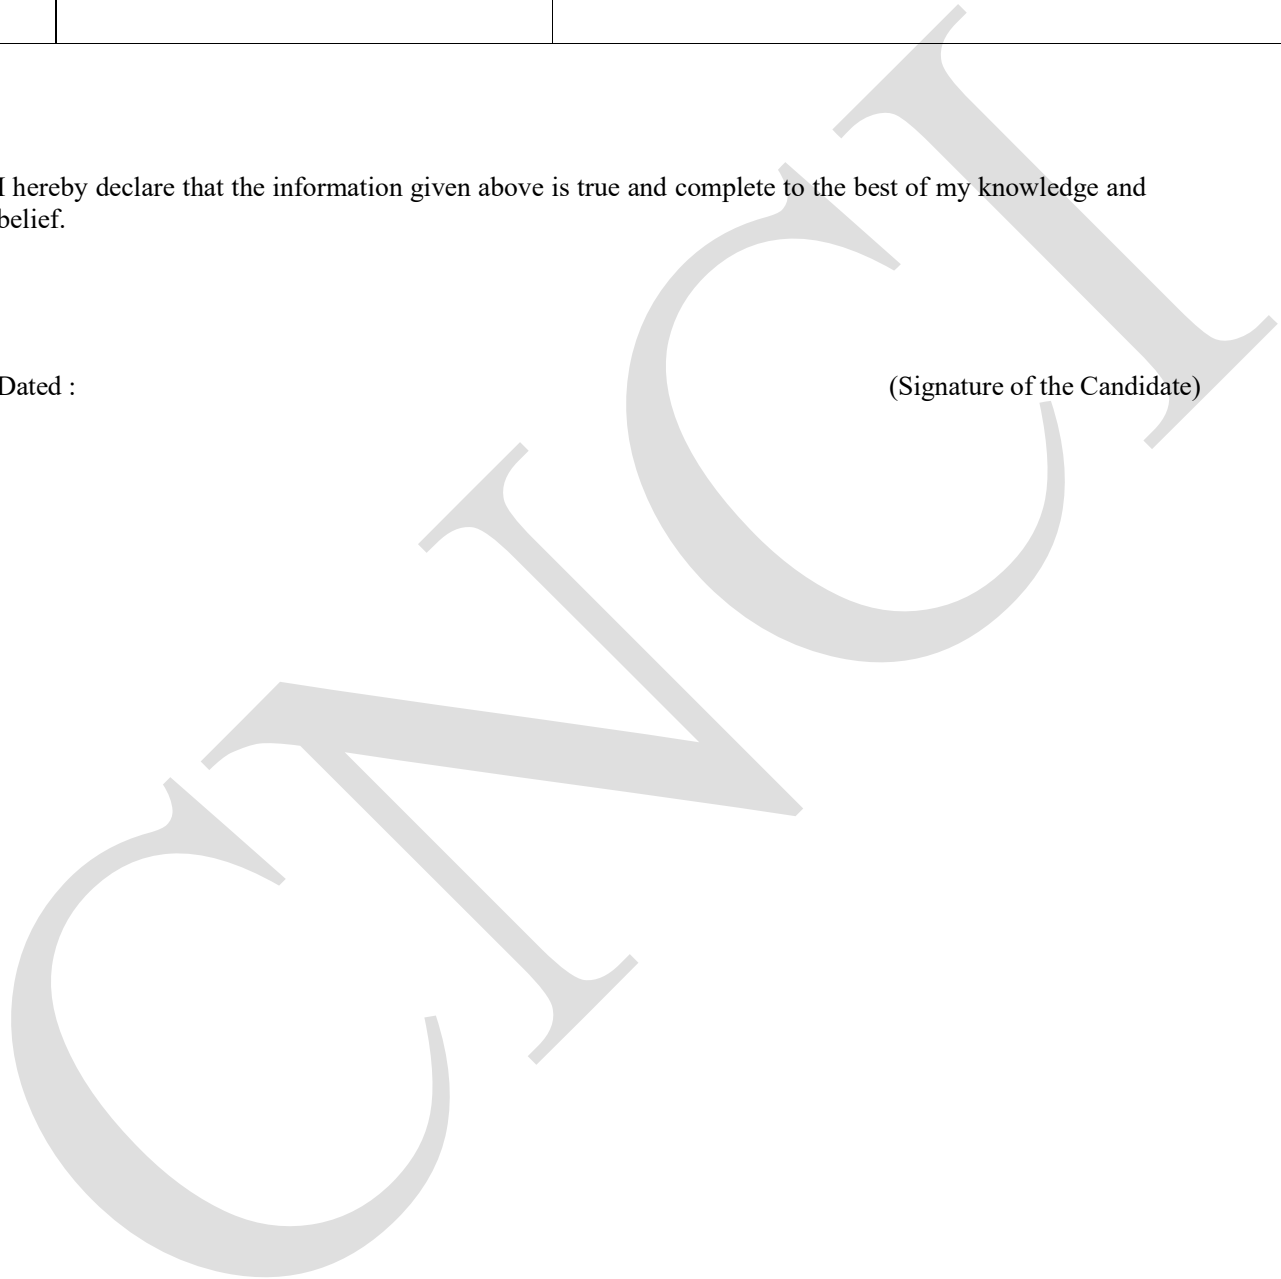 I hereby declare that the information given above is true and complete to the best of my knowledge and
belief.
Dated :
(Signature of the Candidate)
CNCI